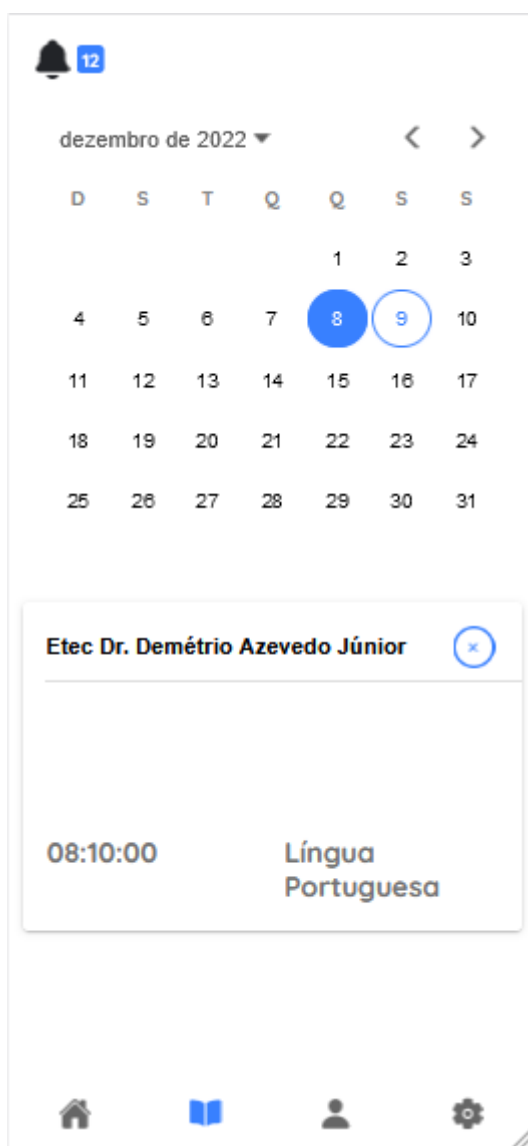 12
dezembro de 2022
D S T Q Q S S
1 2 3
4 5 6 7 8 9 10
11 12 13 14 15 16 17
18 19 20 21 22 23 24
25 26 27 28 29 30 31
Etec Dr. Demétrio Azevedo Júnior
08:10:00 Língua
Portuguesa